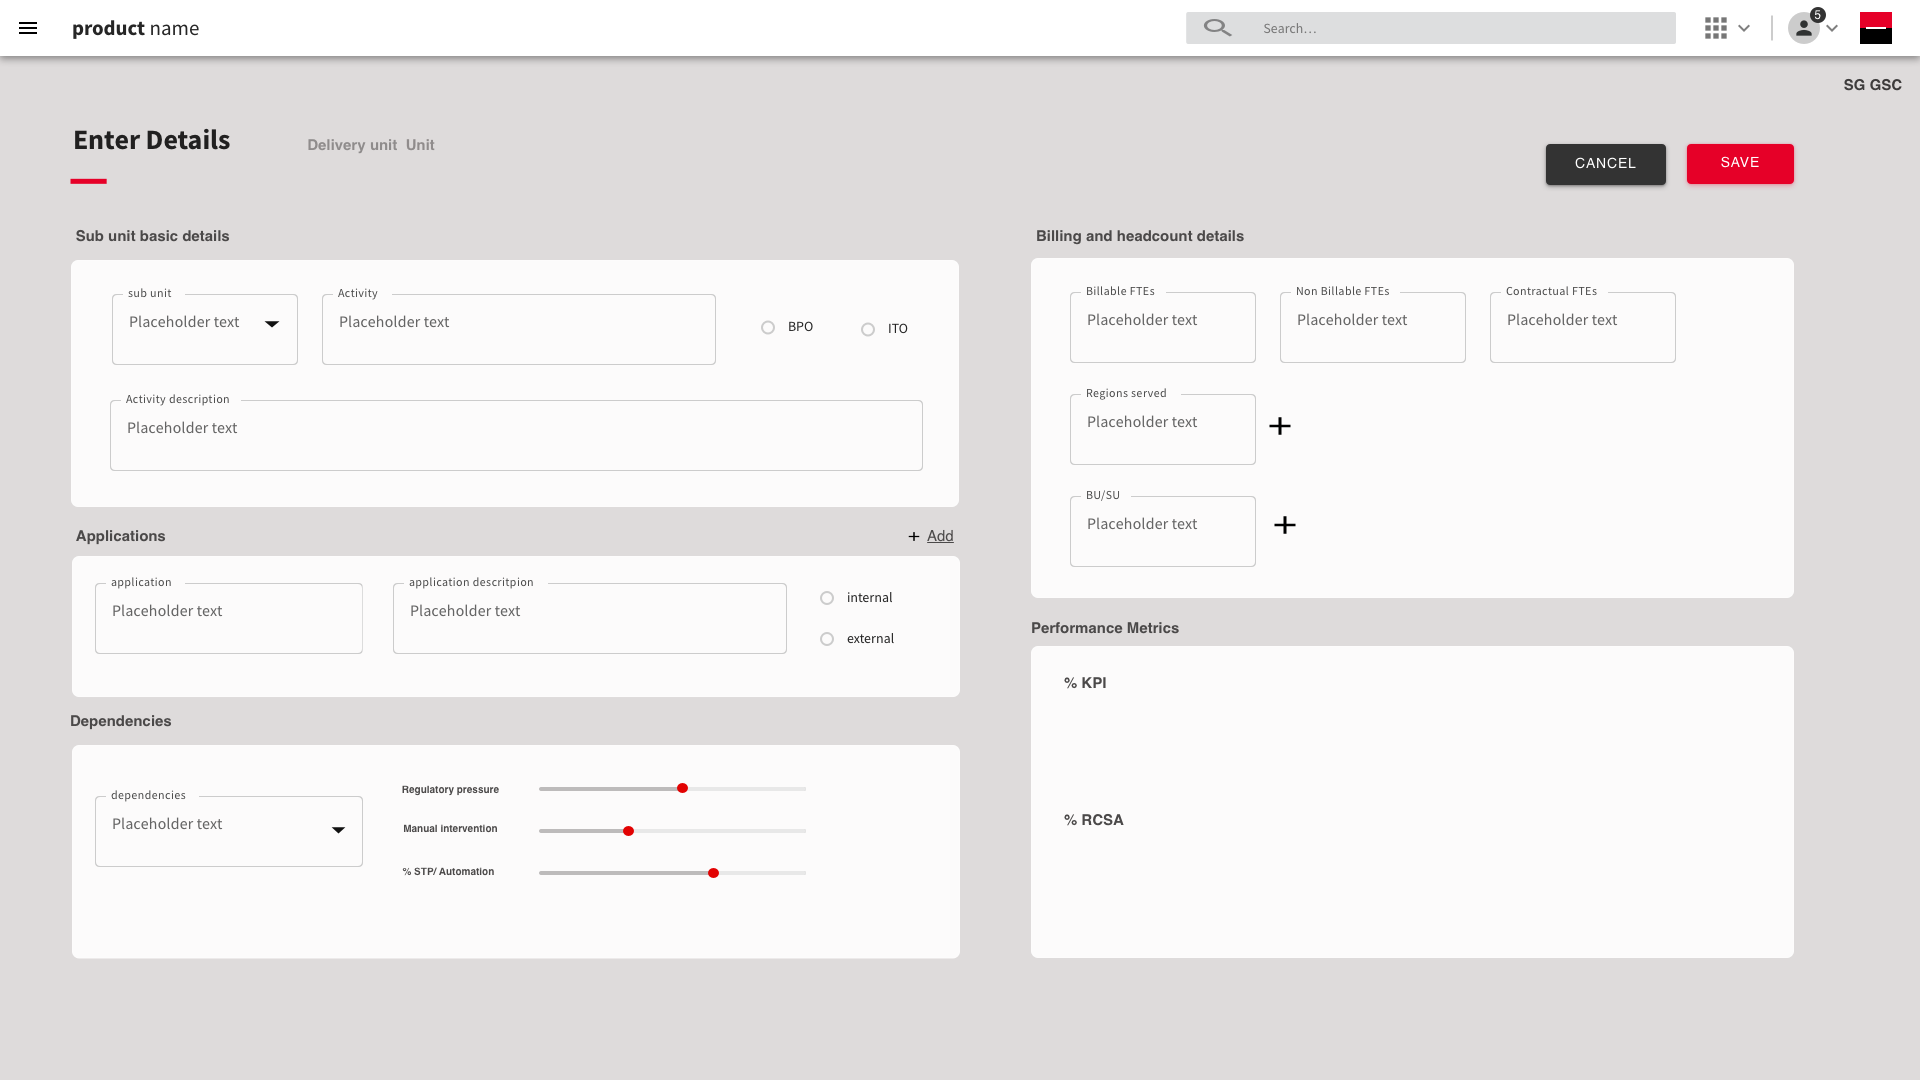 product name
Search...
5
SG GSC
Enter Details
Delivery unit Unit
CANCEL
SAVE
Sub unit basic details
sub unit
Placeholder text
Activity
Placeholder text
BPO
ITO
Activity description
Placeholder text
Applications
+ Add
application
Placeholder text
application descritpion
Placeholder text
internal
external
Dependencies
dependencies
Placeholder text
Regulatory pressure
Manual intervention
% STP/ Automation
Billing and headcount details
Billable FTEs
Placeholder text
Non Billable FTEs
Placeholder text
Contractual FTEs
Placeholder text
Regions served
Placeholder text
BU/SU
Placeholder text
Performance Metrics
% KPI
% RCSA